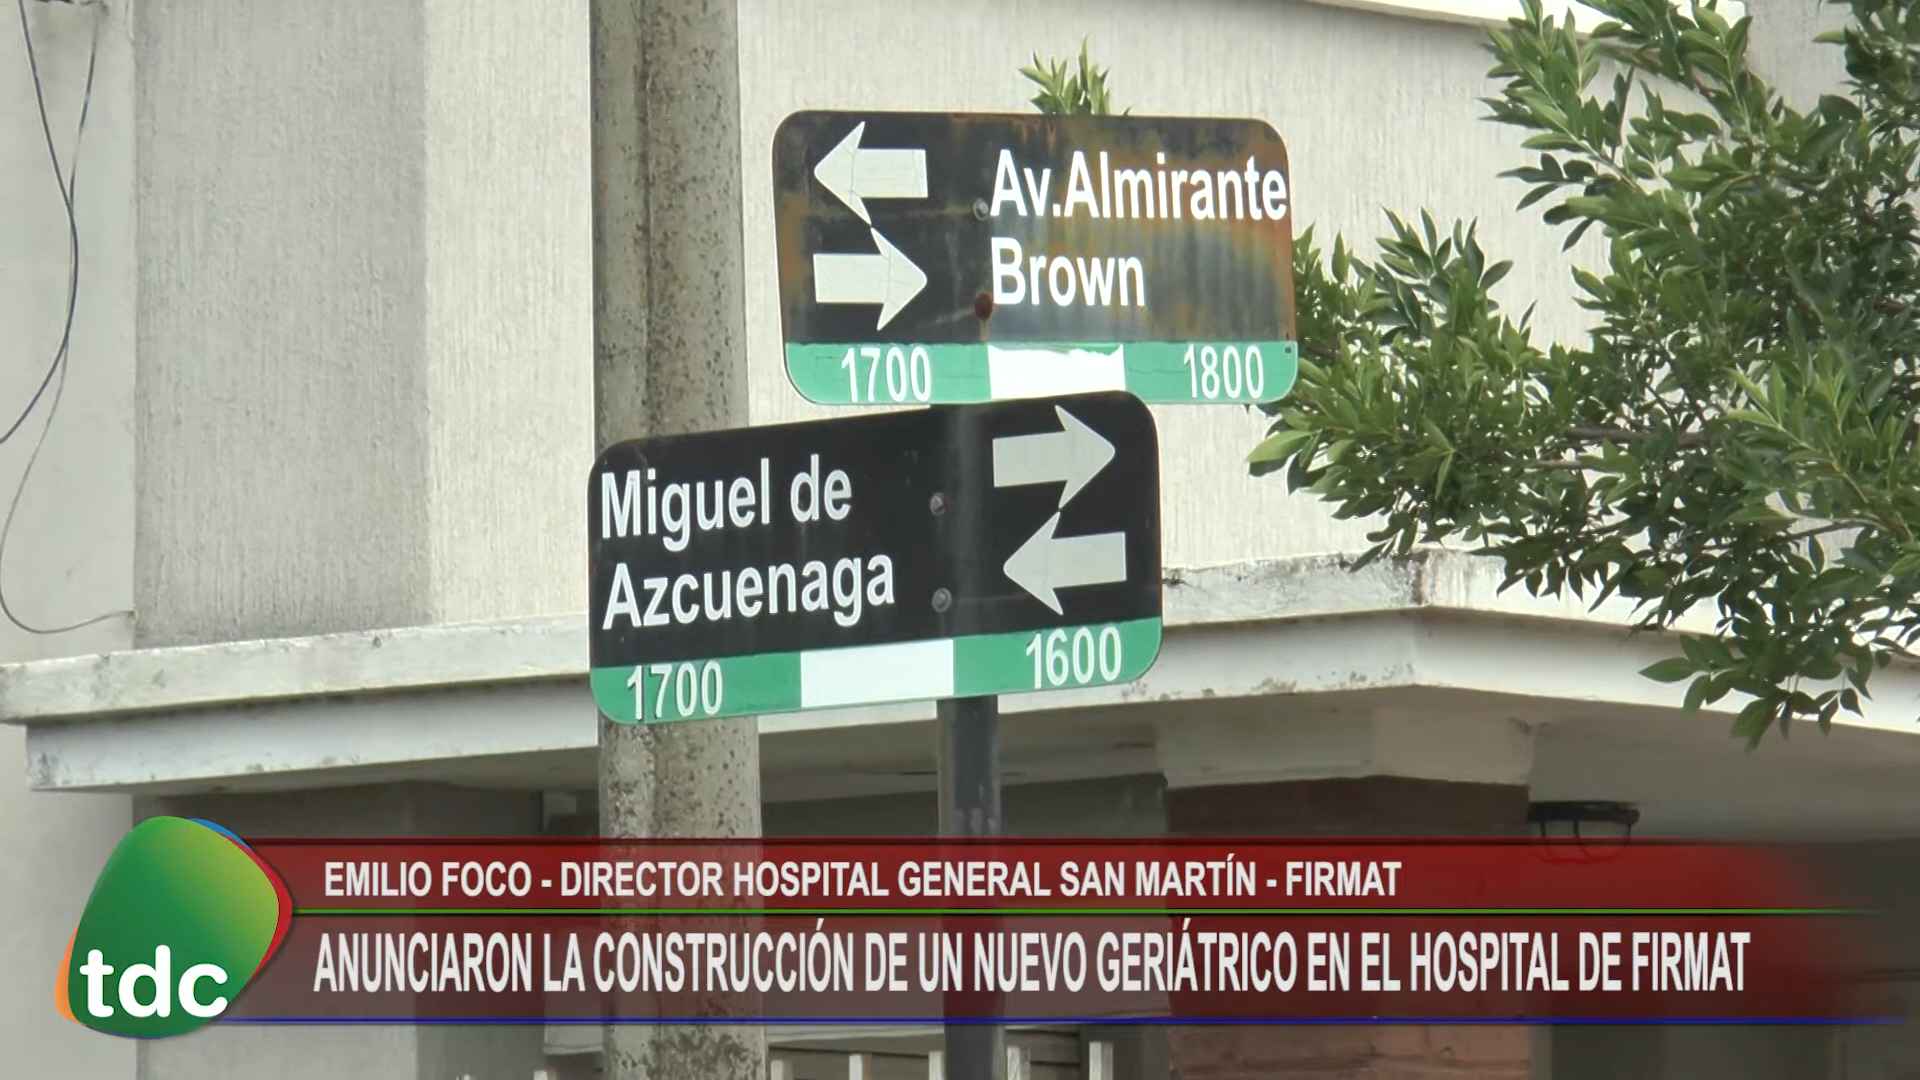 Av.Almirante
Brown
1700 1800
Miguel de
Azcuenaga
1700 1600
EMILIO FOCO - DIRECTOR HOSPITAL GENERAL SAN MARTÍN - FIRMAT
ANUNCIARON LA CONSTRUCCIÓN DE UN NUEVO GERIÁTRICO EN EL HOSPITAL DE FIRMAT
tdc